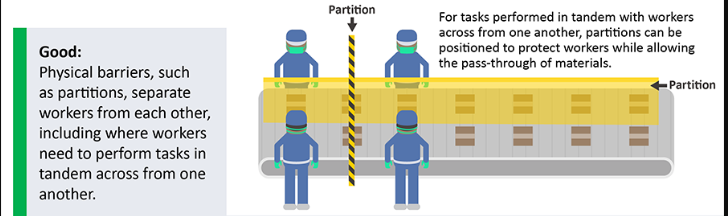 Good:
Physical barriers, such
as partitions, separate
workers from each other,
including where workers
need to perform tasks in
tandem across from one
another.
Partition
For tasks performed in tandem with workers
across from one another, partitions can be
positioned to protect workers while allowing
the pass-through of materials.
Partition